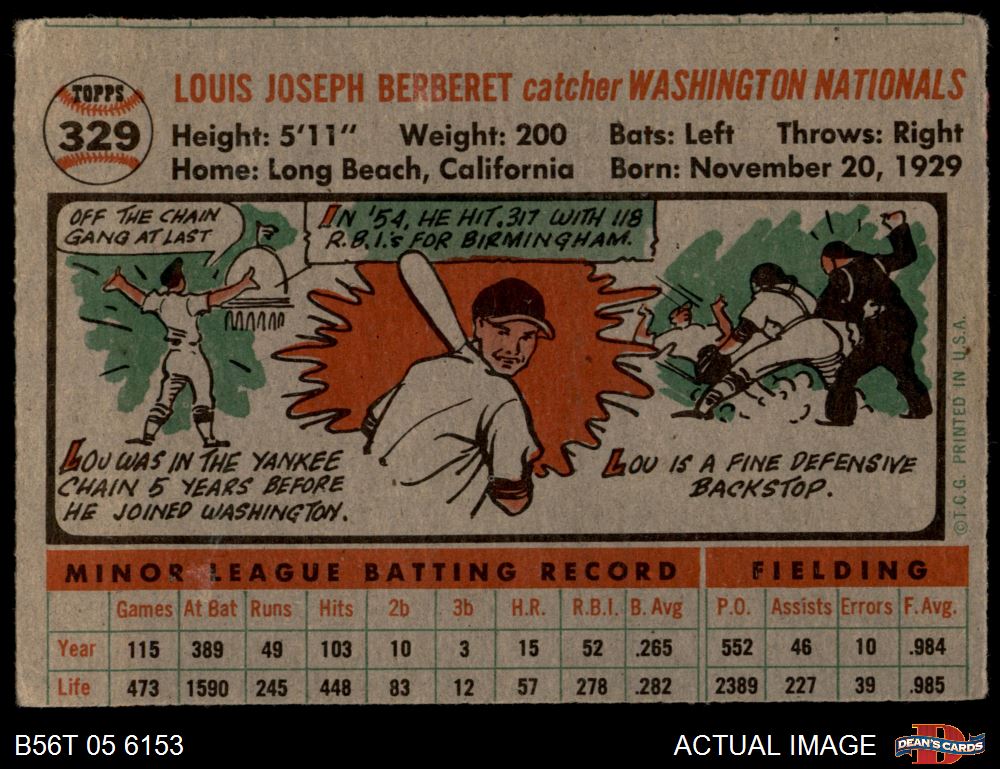 TOPPS
329
LOUIS JOSEPH BERBERET catcher WASHINGTON NATIONALS
Height: 5'11" Weight: 200 Bats: Left Throws: Right
Home: Long Beach, California Born: November 20, 1929
OFF THE CHAIN
GANG AT LAST
IN '54, HE HIT .317 WITH 118
R.B.I.s FOR BIRMINGHAM.
LOU WAS IN THE YANKEE
CHAIN 5 YEARS BEFORE
HE JOINED WASHINGTON.
LOU IS A FINE DEFENSIVE
BACKSTOP.
©T.C.G. PRINTED IN U.S.A.
MINOR LEAGUE BATTING RECORD FIELDING
Games At Bat Runs Hits 2b 3b H.R. R.B.I. B. Avg P.O. Assists Errors F. Avg.
Year 115 389 49 103 10 3 15 52 .265 552 46 10 .984
Life 473 1590 245 448 83 12 57 278 .282 2389 227 39 .985
B56T 05 6153 ACTUAL IMAGE D DEAN'S CARDS